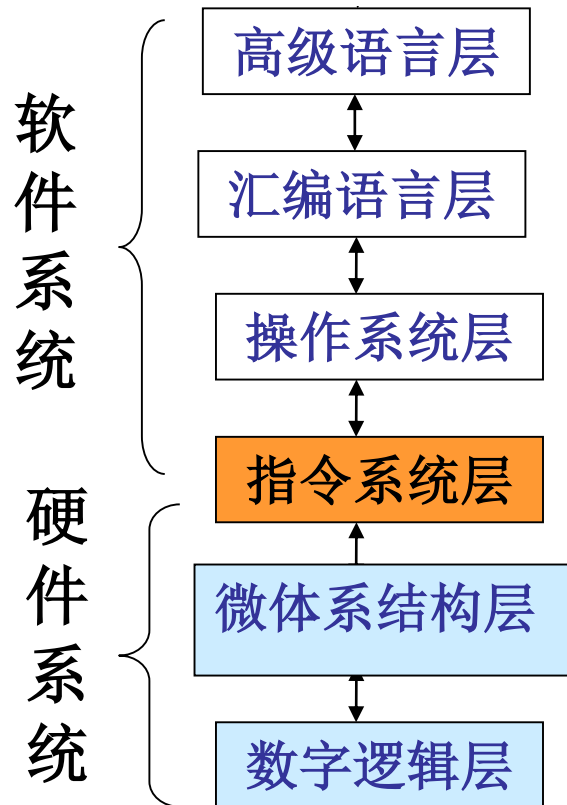 高级语言层
汇编语言层
操作系统层
指令系统层
微体系结构层
数字逻辑层
软件系统
硬件系统